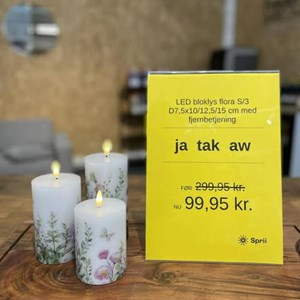 LED bloklys flora S/3
D7,5x10/12,5/15 cm med
fjernbetjening
ja tak aw
FØR 299,95 kr.
NU 99,95 kr.
Sprii